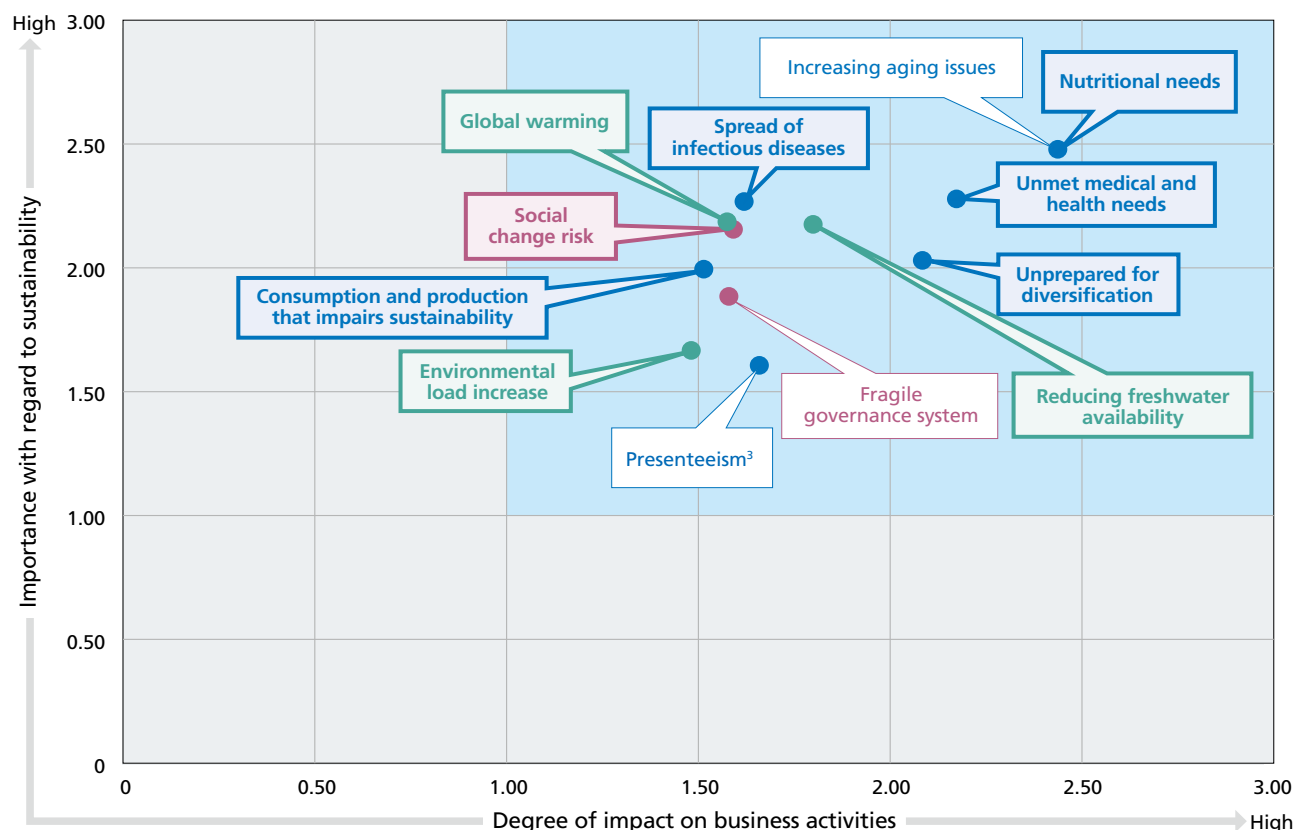 High
3.00
Increasing aging issues
Nutritional needs
Global warming
Spread of
infectious diseases
2.50
Unmet medical and
health needs
Social
change risk
2.00
Unprepared for
diversification
Consumption and production
that impairs sustainability
Environmental
load increase
1.50
Fragile
governance system
Reducing freshwater
availability
Presenteeism³
1.00
0.50
0
Importance with regard to sustainability
0
0.50
1.00
1.50
2.00
2.50
3.00
Degree of impact on business activities
High